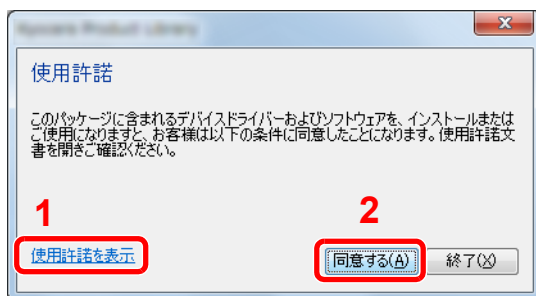 Kyocera Product Library
使用許諾
このパッケージに含まれるデバイスドライバーおよびソフトウェアを、インストールまたは
ご使用になりますと、お客様は以下の条件に同意したことになります。使用許諾文
書を開きご確認ください。
1
2
使用許諾を表示
同意する(A)
終了(X)